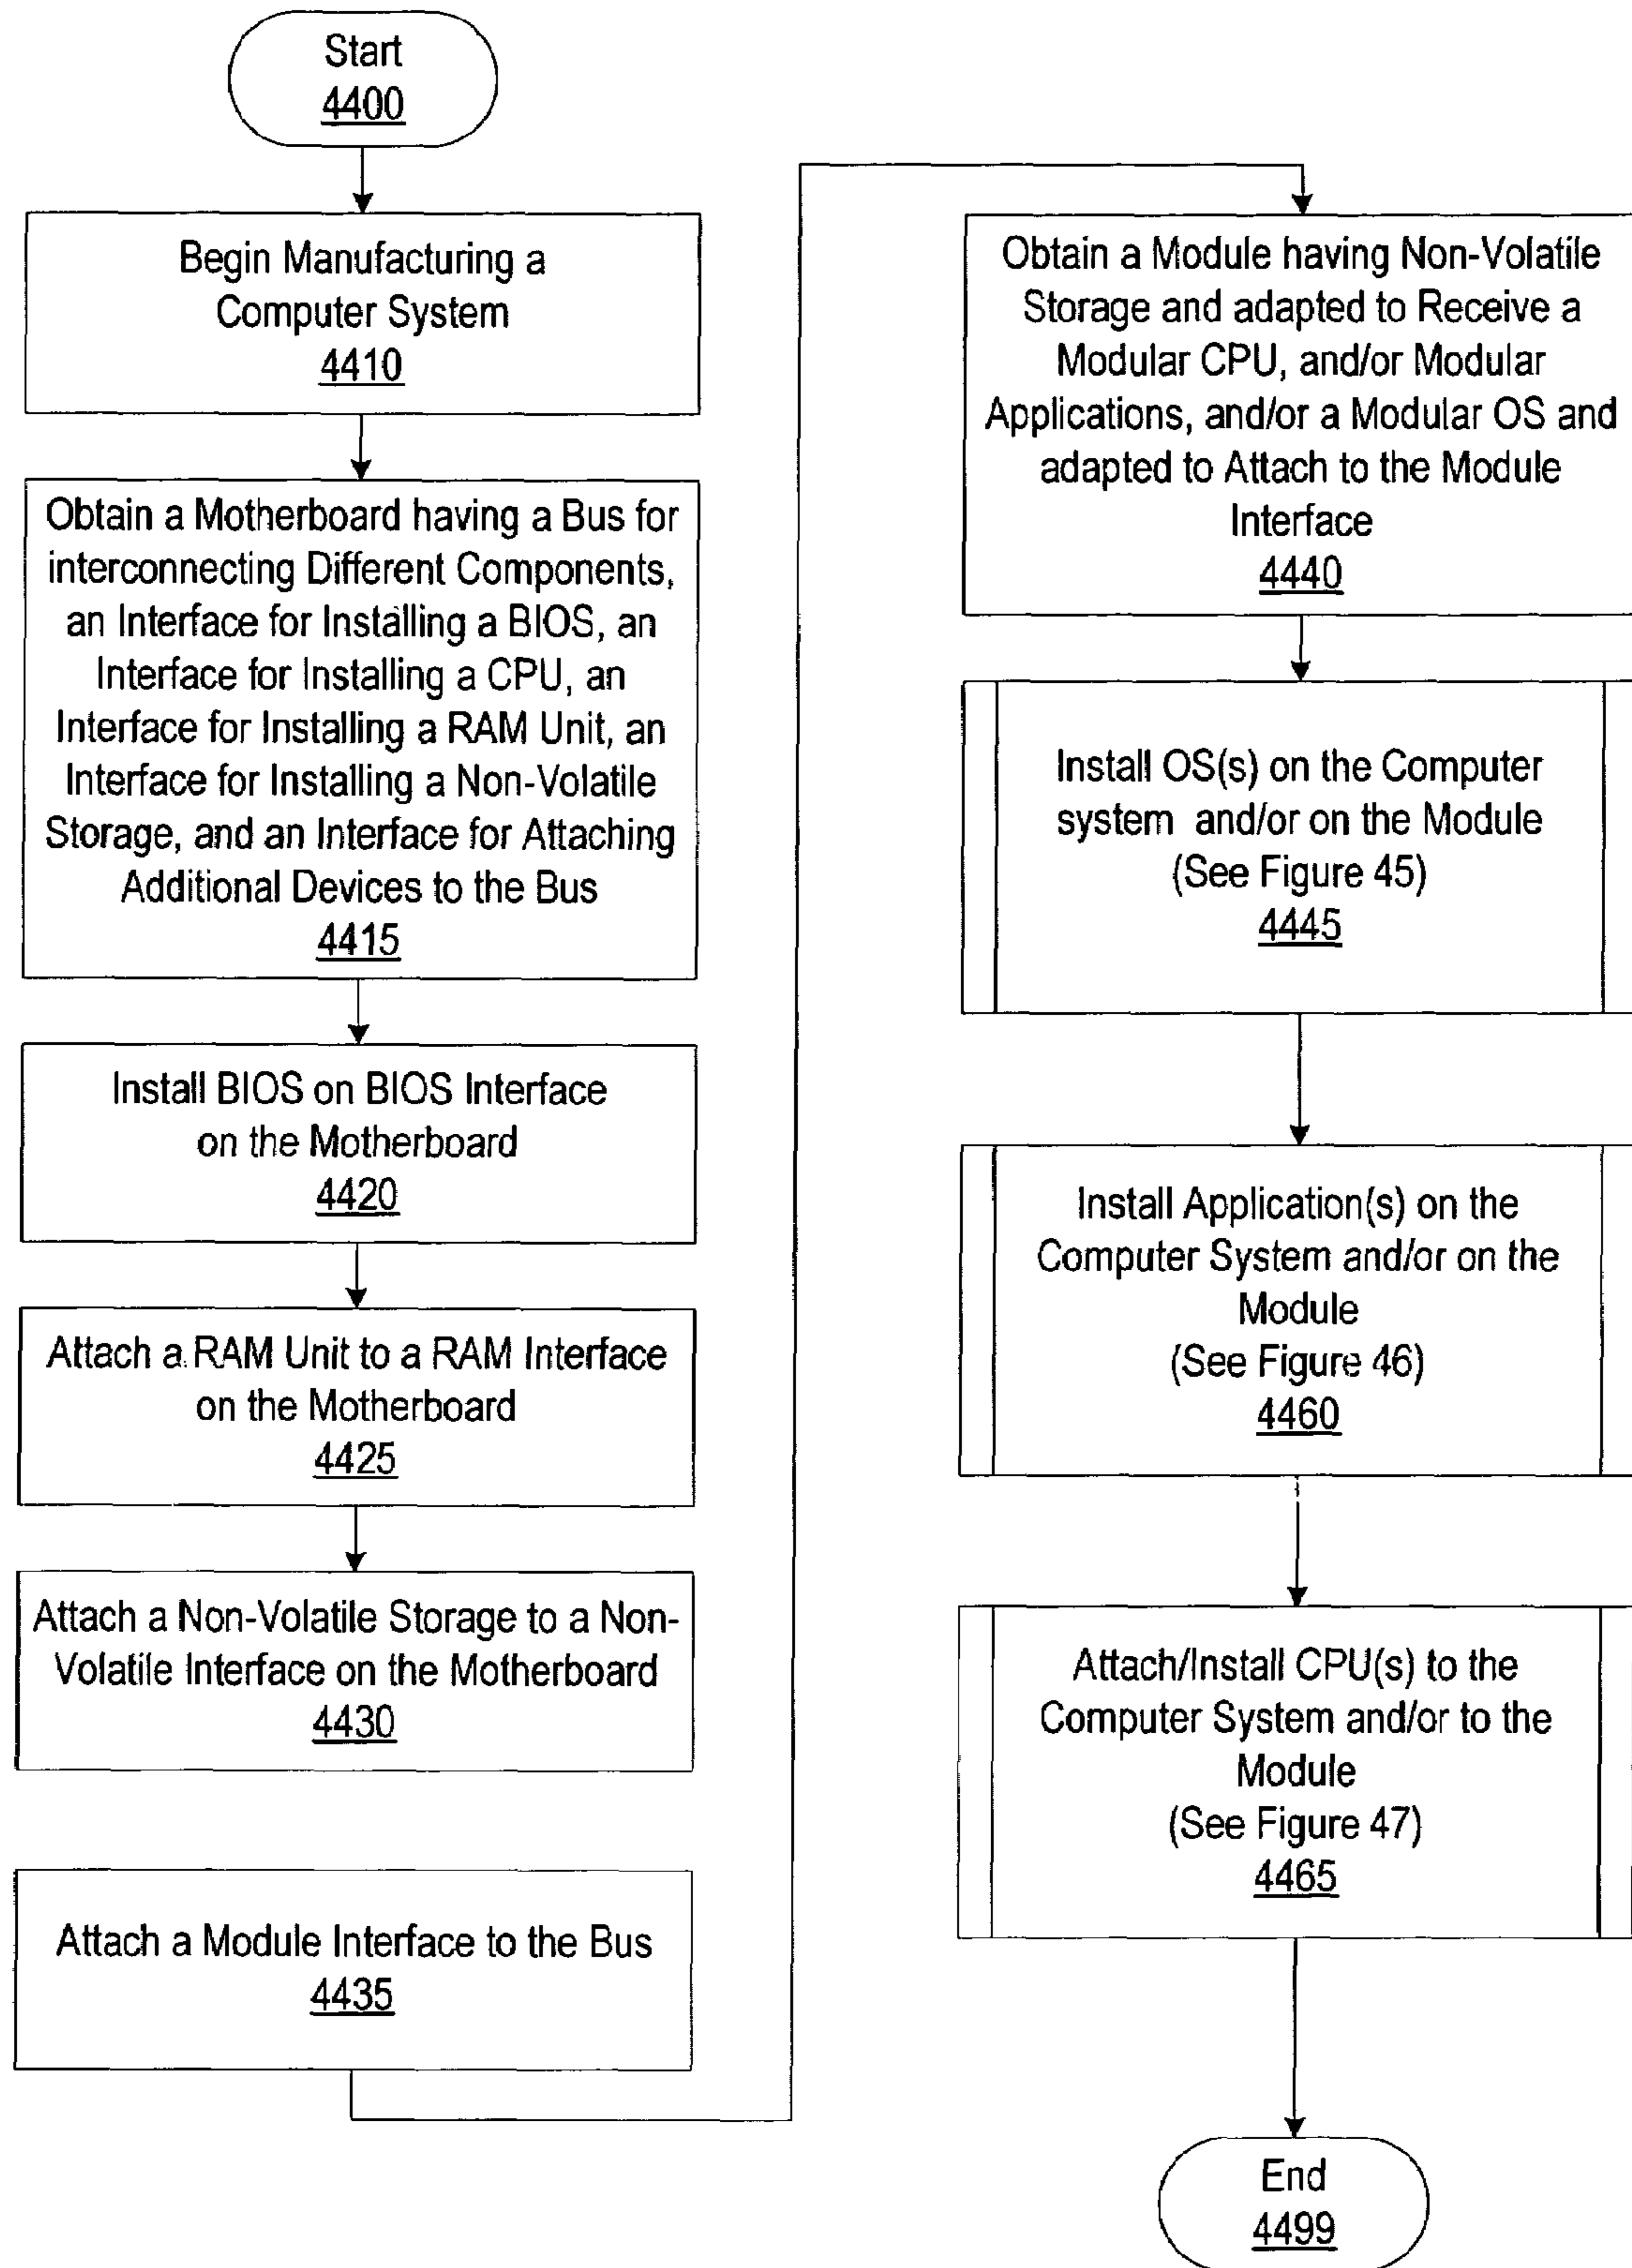 Start
4400
Begin Manufacturing a
Computer System
4410
Obtain a Motherboard having a Bus for
interconnecting Different Components,
an Interface for Installing a BIOS, an
Interface for Installing a CPU, an
Interface for Installing a RAM Unit, an
Interface for Installing a Non-Volatile
Storage, and an Interface for Attaching
Additional Devices to the Bus
4415
Install BIOS on BIOS Interface
on the Motherboard
4420
Attach a RAM Unit to a RAM Interface
on the Motherboard
4425
Attach a Non-Volatile Storage to a Non-
Volatile Interface on the Motherboard
4430
Attach a Module Interface to the Bus
4435
Obtain a Module having Non-Volatile
Storage and adapted to Receive a
Modular CPU, and/or Modular
Applications, and/or a Modular OS and
adapted to Attach to the Module
Interface
4440
Install OS(s) on the Computer
system and/or on the Module
(See Figure 45)
4445
Install Application(s) on the
Computer System and/or on the
Module
(See Figure 46)
4460
Attach/Install CPU(s) to the
Computer System and/or to the
Module
(See Figure 47)
4465
End
4499